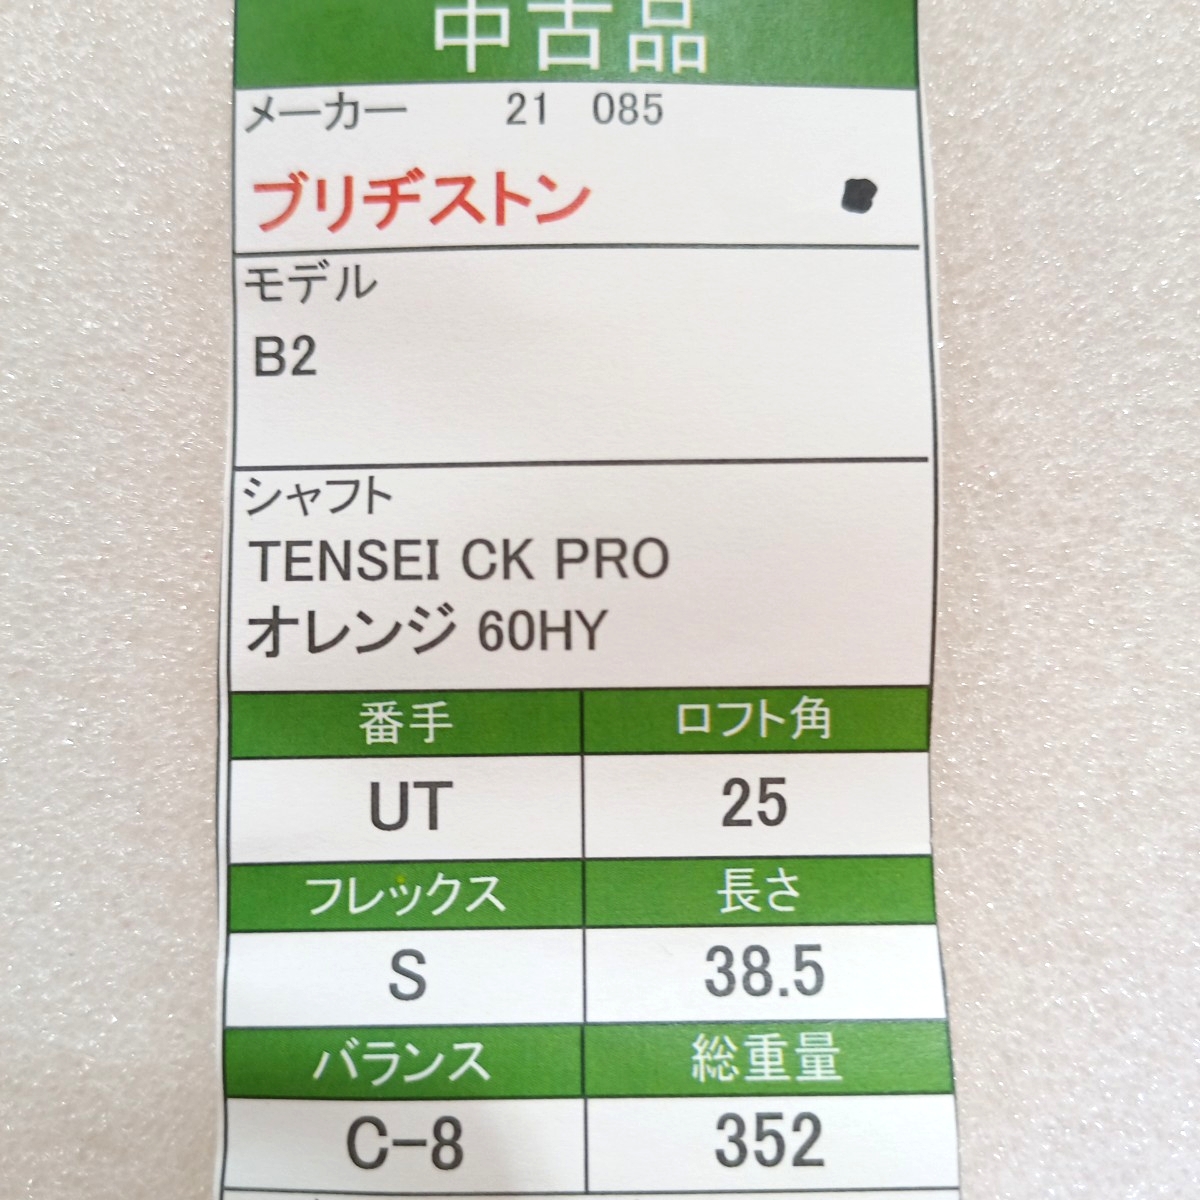 中古品
メーカー 21 085
ブリヂストン
モデル
B2
シャフト
TENSEI CK PRO
オレンジ 60HY
番手 ロフト角
UT 25
フレックス 長さ
S 38.5
バランス 総重量
C-8 352